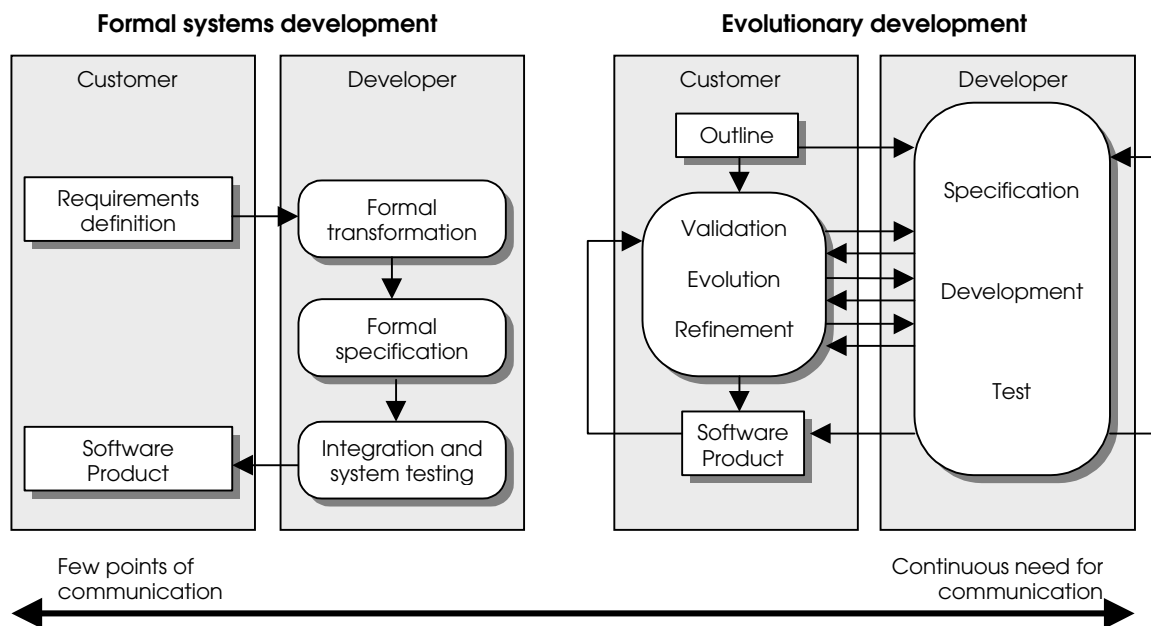 Formal systems development
Customer
Developer
Requirements
definition
Formal
transformation
Formal
specification
Software
Product
Integration and
system testing
Evolutionary development
Customer
Developer
Outline
Validation
Evolution
Refinement
Software
Product
Specification
Development
Test
Few points of
communication
Continuous need for
communication